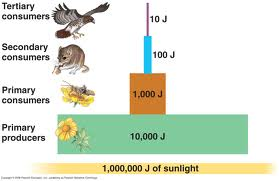 Tertiary
consumers
10 J
Secondary
consumers
100 J
Primary
consumers
1,000 J
Primary
producers
10,000 J
1,000,000 J of sunlight